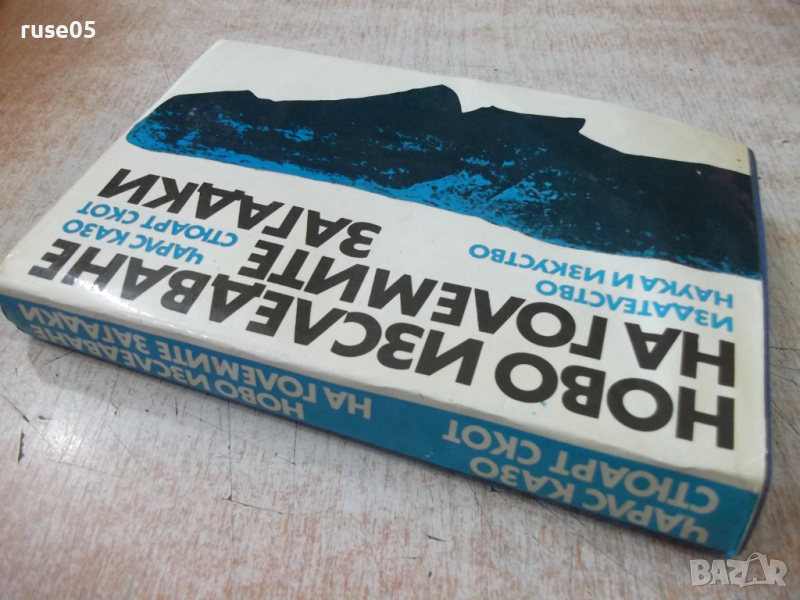 ruse05
ЧАРЛС КАЗО
СТЮАРТ СКОТ
НОВО ИЗСЛЕДВАНЕ
НА ГОЛЕМИТЕ
ЗАГАДКИ
ИЗДАТЕЛСТВО
НАУКА И ИЗКУСТВО
ЧАРЛС КАЗО
СТЮАРТ СКОТ
НОВО ИЗСЛЕДВАНЕ
НА ГОЛЕМИТЕ ЗАГАДКИ
BAZAR